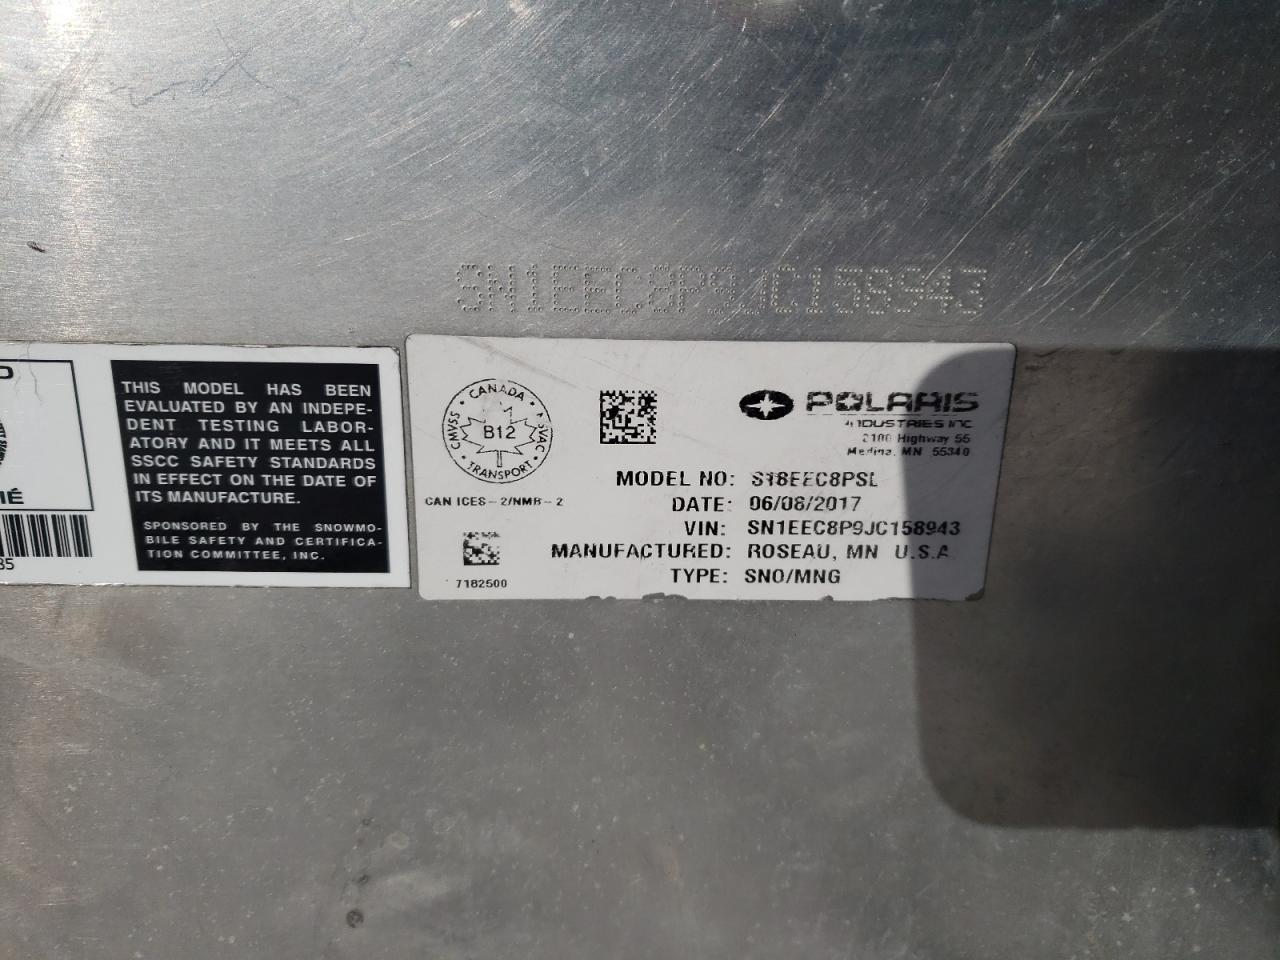 SN1EEC8P9JC158943
THIS MODEL HAS BEEN
EVALUATED BY AN INDEPE-
DENT TESTING LABOR-
ATORY AND IT MEETS ALL
SSCC SAFETY STANDARDS
IN EFFECT ON THE DATE OF
ITS MANUFACTURE.
SPONSORED BY THE SNOWMO-
BILE SAFETY AND CERTIFICA-
TION COMMITTEE, INC.
CANADA
CMVSS
B12
TRANSPORT
CAN ICES-2/NMB-2
7182500
POLARIS
INDUSTRIES INC.
2100 Highway 55
Medina, MN 55340
MODEL NO: S18EEC8PSL
DATE: 06/08/2017
VIN: SN1EEC8P9JC158943
MANUFACTURED: ROSEAU, MN U.S.A
TYPE: SNO/MNG